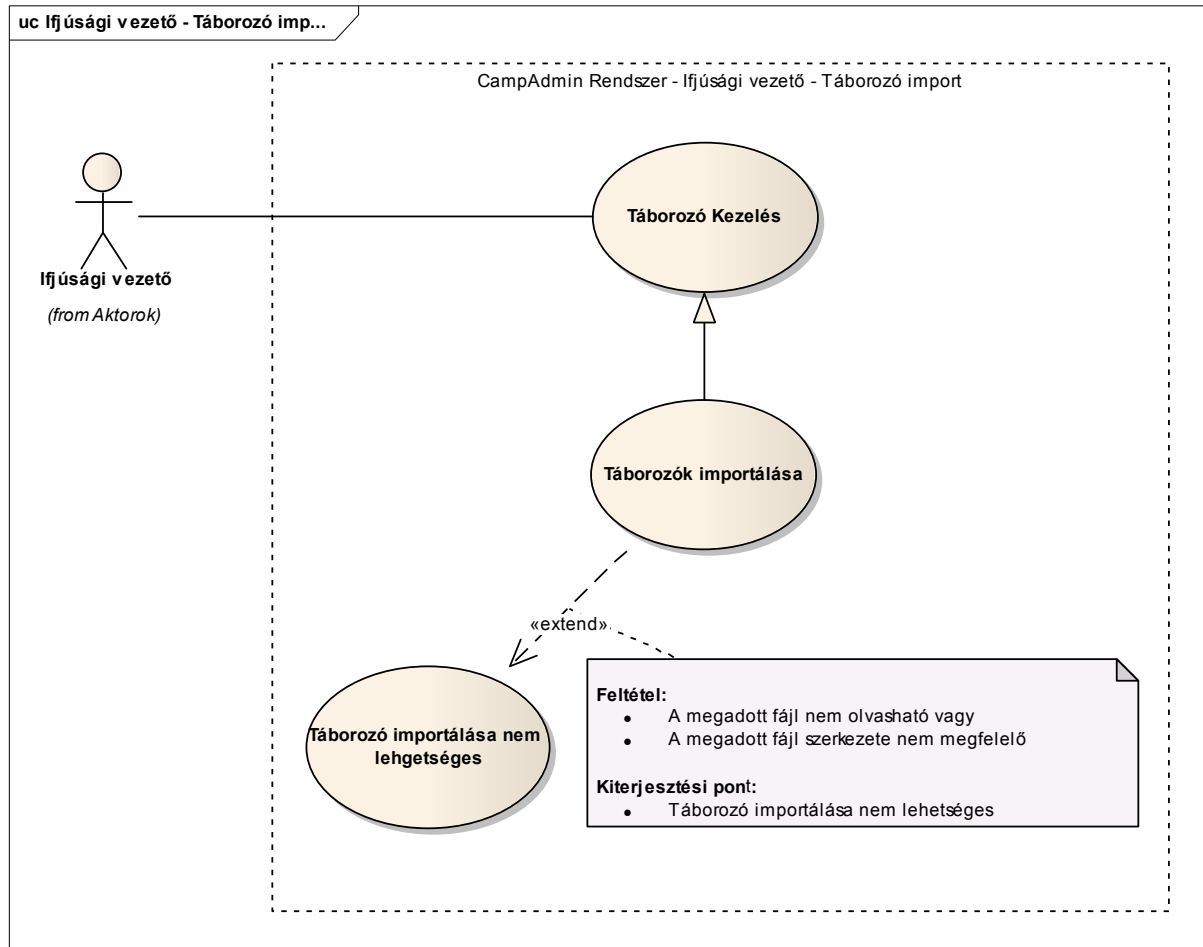 uc Ifjúsági vezető - Táborozó imp...
CampAdmin Rendszer - Ifjúsági vezető - Táborozó import
Táborozó Kezelés
Ifjúsági vezető
(from Aktorok)
Táborozók importálása
«extend»
Táborozó importálása nem
lehgetséges
Feltétel:
• A megadott fájl nem olvasható vagy
• A megadott fájl szerkezete nem megfelelő
Kiterjesztési pont:
• Táborozó importálása nem lehetséges